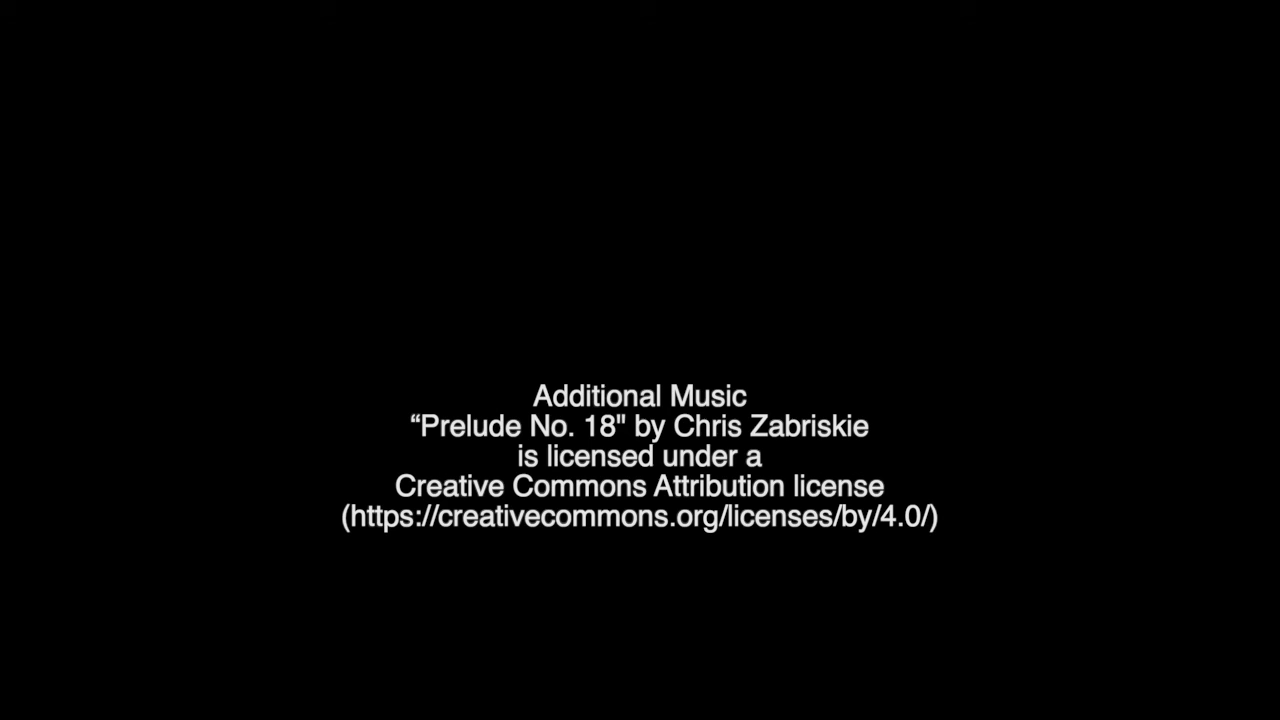 Additional Music
“Prelude No. 18" by Chris Zabriskie
is licensed under a
Creative Commons Attribution license
(https://creativecommons.org/licenses/by/4.0/)